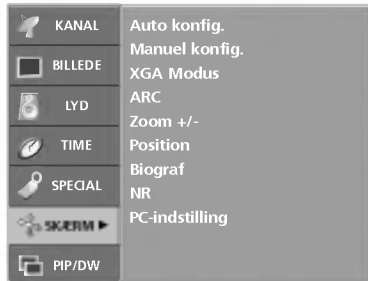 KANAL
BILLEDE
LYD
TIME
SPECIAL
SKÆRM
PIP/DW
Auto konfig.
Manuel konfig.
XGA Modus
ARC
Zoom +/-
Position
Biograf
NR
PC-indstilling